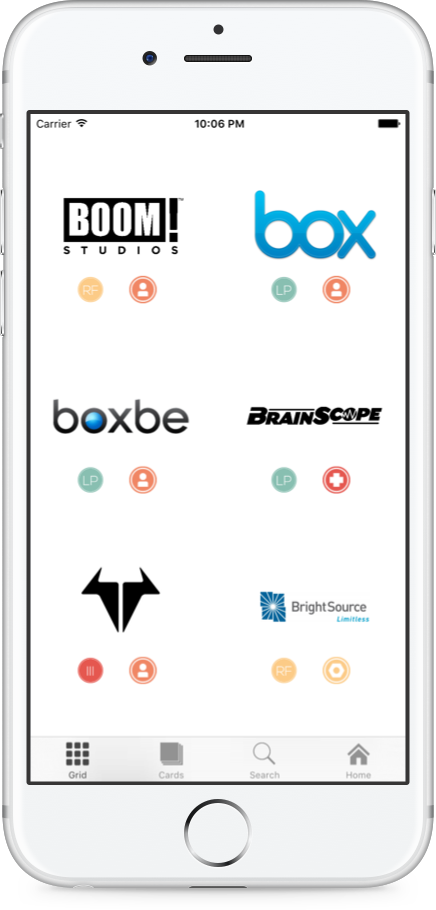 Carrier 10:06 PM
BOOM!™
STUDIOS
box
RF LP
boxbe BRAINSCOPE
LP LP
BrightSource
Limitless
III RF
Grid Cards Search Home